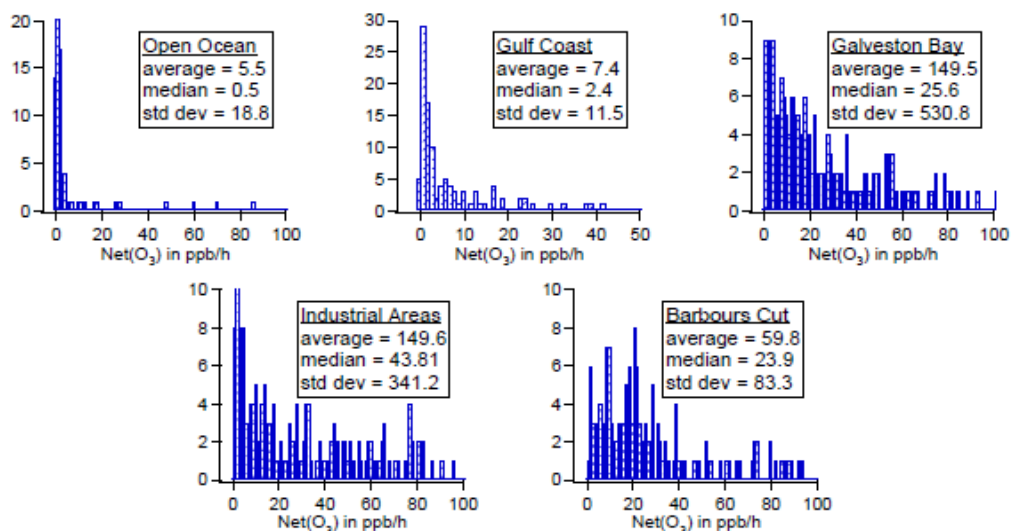 20
15
10
5
0
0 20 40 60 80 100
Net(O₃) in ppb/h
Open Ocean
average = 5.5
median = 0.5
std dev = 18.8
30
25
20
15
10
5
0
0 10 20 30 40 50
Net(O₃) in ppb/h
Gulf Coast
average = 7.4
median = 2.4
std dev = 11.5
10
8
6
4
2
0
0 20 40 60 80 100
Net(O₃) in ppb/h
Galveston Bay
average = 149.5
median = 25.6
std dev = 530.8
10
8
6
4
2
0
0 20 40 60 80 100
Net(O₃) in ppb/h
Industrial Areas
average = 149.6
median = 43.81
std dev = 341.2
10
8
6
4
2
0
0 20 40 60 80 100
Net(O₃) in ppb/h
Barbours Cut
average = 59.8
median = 23.9
std dev = 83.3